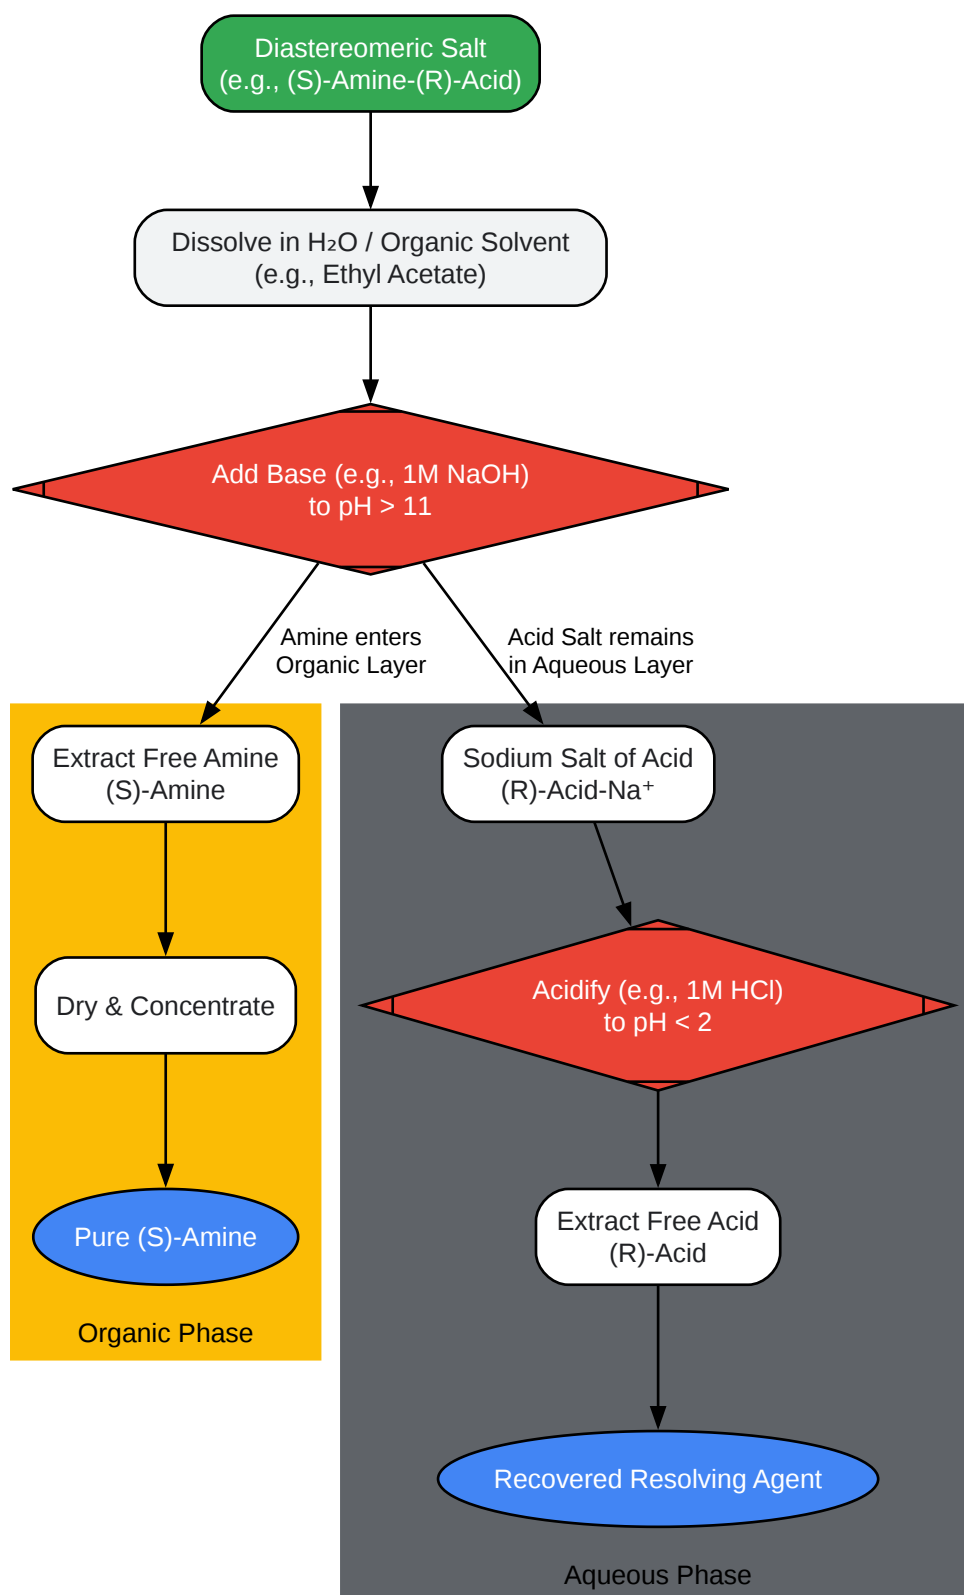 Diastereomeric Salt
(e.g., (S)-Amine-(R)-Acid)
Dissolve in H₂O / Organic Solvent
(e.g., Ethyl Acetate)
Add Base (e.g., 1M NaOH)
to pH > 11
Amine enters
Organic Layer
Acid Salt remains
in Aqueous Layer
Extract Free Amine
(S)-Amine
Sodium Salt of Acid
(R)-Acid-Na⁺
Dry & Concentrate
Acidify (e.g., 1M HCl)
to pH < 2
Pure (S)-Amine
Extract Free Acid
(R)-Acid
Organic Phase
Recovered Resolving Agent
Aqueous Phase